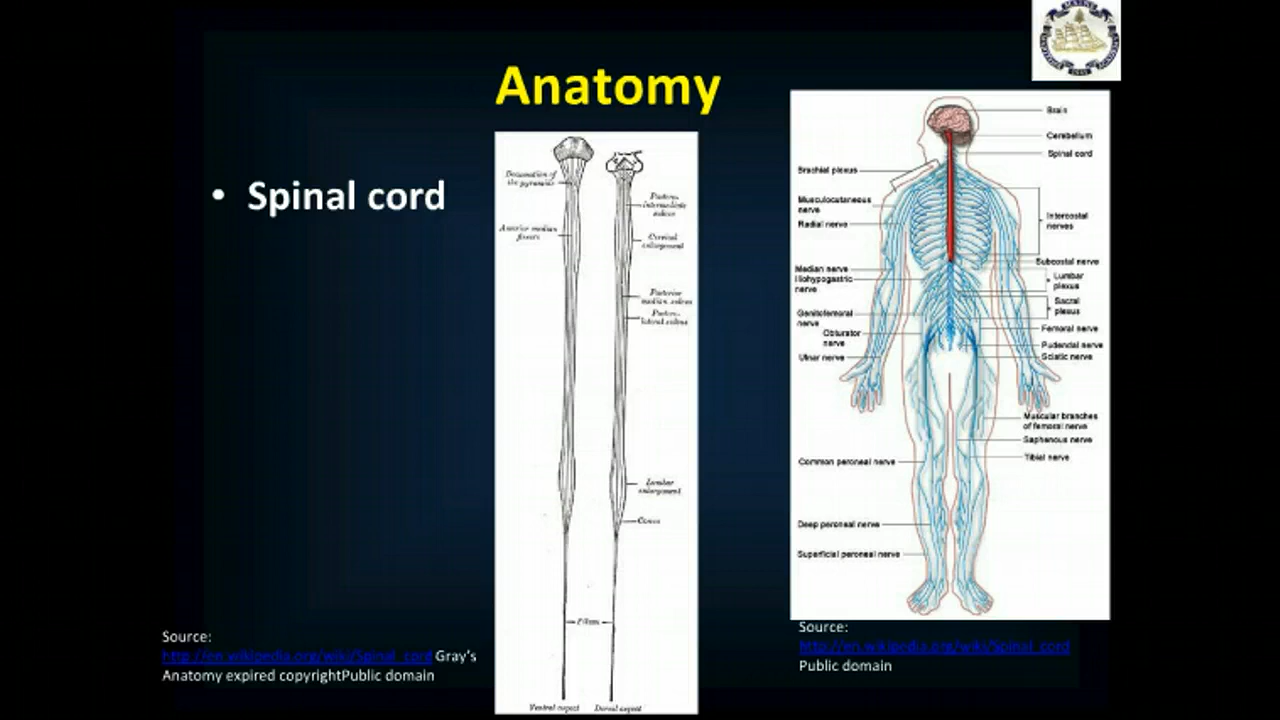 Anatomy
• Spinal cord
Decussation of
the pyramids
Anterior median
fissure
Postero-
intermediate
sulcus
Cervical
enlargement
Posterior
median sulcus
Postero-
lateral sulcus
Lumbar
enlargement
Conus
Filum
Ventral aspect
Dorsal aspect
Brain
Cerebellum
Spinal cord
Brachial plexus
Musculocutaneous
nerve
Radial nerve
Intercostal
nerves
Subcostal nerve
Median nerve
Iliohypogastric
nerve
Lumbar
plexus
Sacral
plexus
Genitofemoral
nerve
Femoral nerve
Obturator
nerve
Pudendal nerve
Ulnar nerve
Sciatic nerve
Muscular branches
of femoral nerve
Saphenous nerve
Common peroneal nerve
Tibial nerve
Deep peroneal nerve
Superficial peroneal nerve
Source:
http://en.wikipedia.org/wiki/Spinal_cord Gray's
Anatomy expired copyrightPublic domain
Source:
http://en.wikipedia.org/wiki/Spinal_cord
Public domain